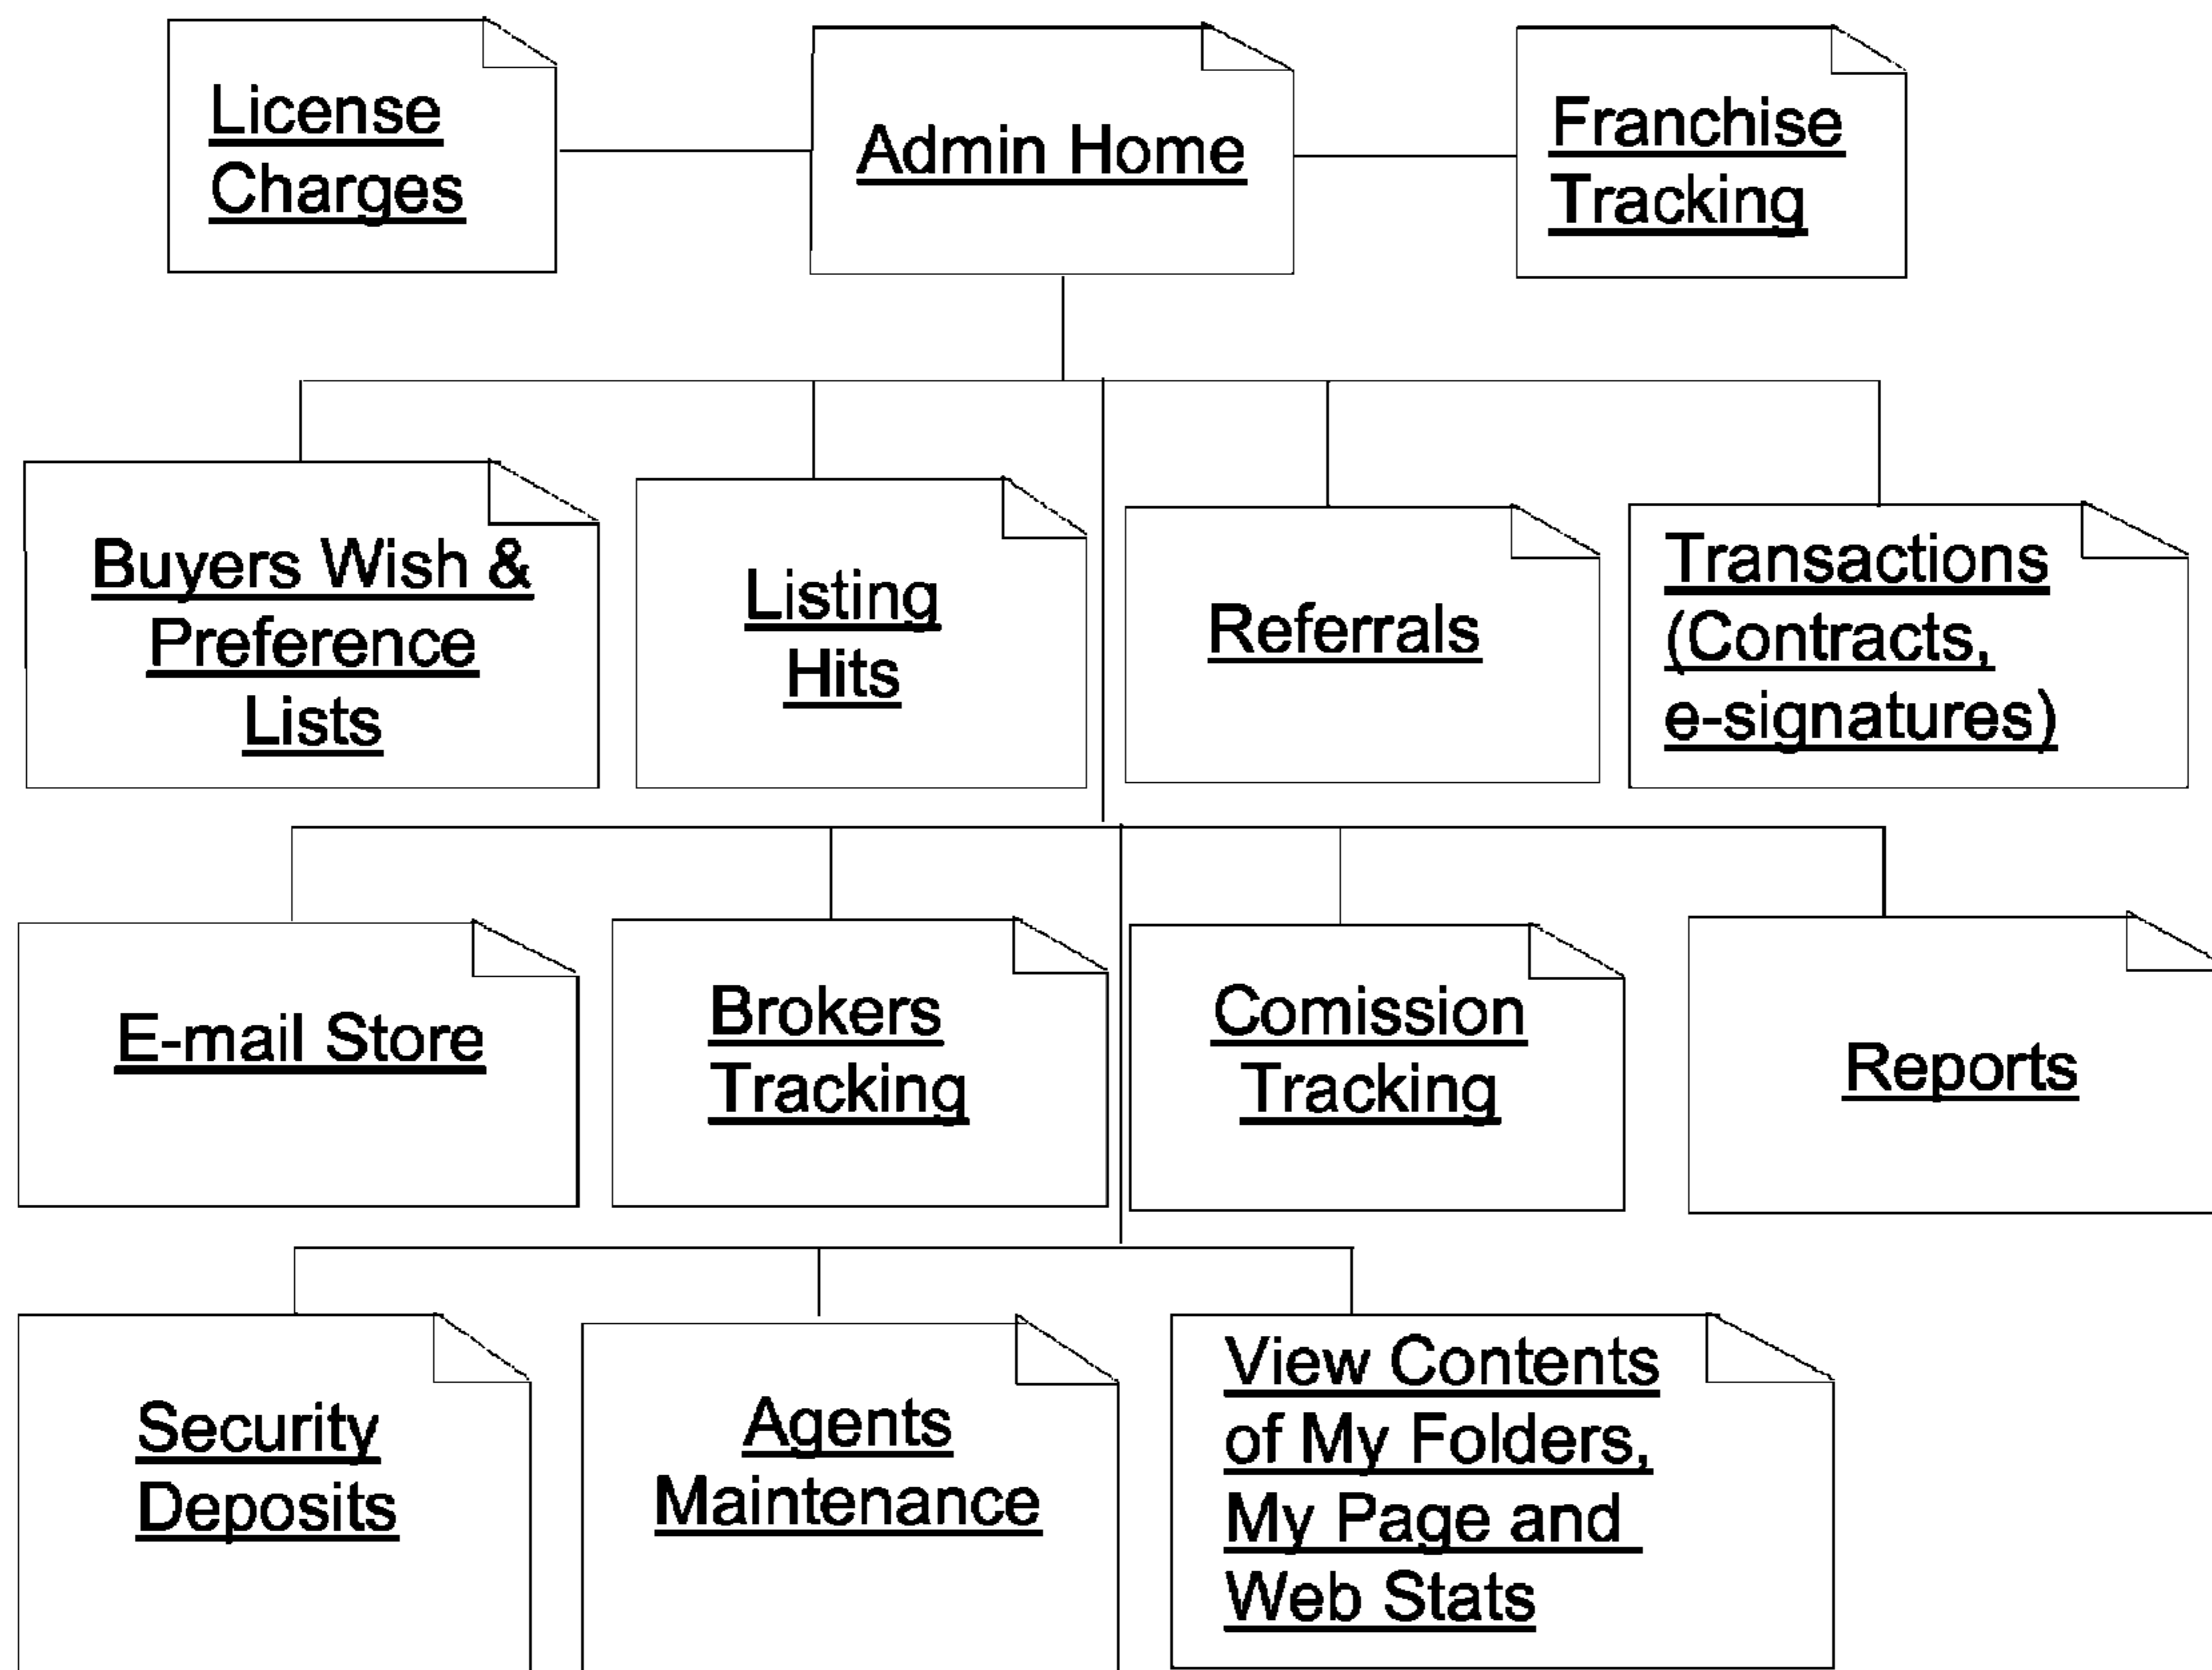 License
Charges
Admin Home
Franchise
Tracking
Buyers Wish &
Preference
Lists
Listing
Hits
Referrals
Transactions
(Contracts,
e-signatures)
E-mail Store
Brokers
Tracking
Comission
Tracking
Reports
Security
Deposits
Agents
Maintenance
View Contents
of My Folders,
My Page and
Web Stats